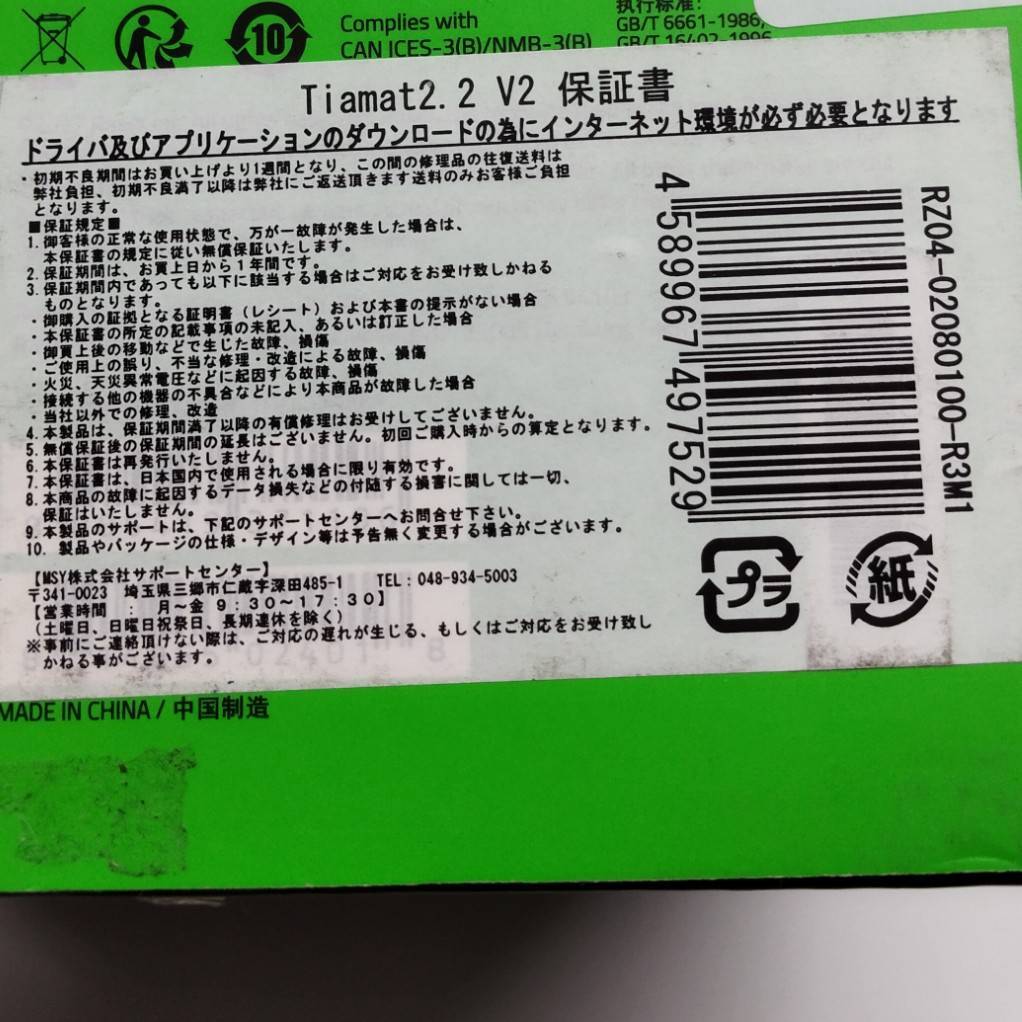 10
Complies with
CAN ICES-3(B)/NMB-3(B)
执行标准:
GB/T 6661-1986,
GB/T 16402-1996
Tiamat2.2 V2 保証書
ドライバ及びアプリケーションのダウンロードの為にインターネット環境が必ず必要となります
・初期不良期間はお買い上げより1週間となり、この間の修理品の往復送料は
弊社負担、初期不良満了以降は弊社にご返送頂きます送料のみお客様ご負担
となります。
■保証規定■
1. 御客様の正常な使用状態で、万が一故障が発生した場合は、
本保証書の規定に従い無償保証いたします。
2. 保証期間は、お買上日から1年間です。
3. 保証期間内であっても以下に該当する場合はご対応をお受け致しかねる
ものとなります。
・御購入の証拠となる証明書（レシート）および本書の提示がない場合
・本保証書の所定の記載事項の未記入、あるいは訂正した場合
・御買上後の移動などで生じた故障、損傷
・ご使用上の誤り、不当な修理・改造による故障、損傷
・火災、天災異常電圧などに起因する故障、損傷
・接続する他の機器の不具合などにより本商品が故障した場合
・当社以外での修理、改造
4. 本製品は、保証期間満了以降の有償修理はお受けしてございません。
5. 無償保証後の保証期間の延長はございません。初回ご購入時からの算定となります。
6. 本保証書は再発行いたしません。
7. 本保証書は、日本国内で使用される場合に限り有効です。
8. 本商品の故障に起因するデータ損失などの付随する損害に関しては一切、
保証はいたしません。
9. 本製品のサポートは、下記のサポートセンターへお問合せ下さい。
10. 製品やパッケージの仕様・デザイン等は予告無く変更する場合がございます。
【MSY株式会社サポートセンター】
〒341-0023 埼玉県三郷市仁蔵字深田485-1 TEL：048-934-5003
【営業時間 ： 月～金 9：30～17：30】
（土曜日、日曜日祝祭日、長期連休を除く）
※事前にご連絡頂けない際は、ご対応の遅れが生じる、もしくはご対応をお受け致し
かねる事がございます。
4 589967 497529
RZ04-02080100-R3M1
プラ
紙
MADE IN CHINA / 中国制造